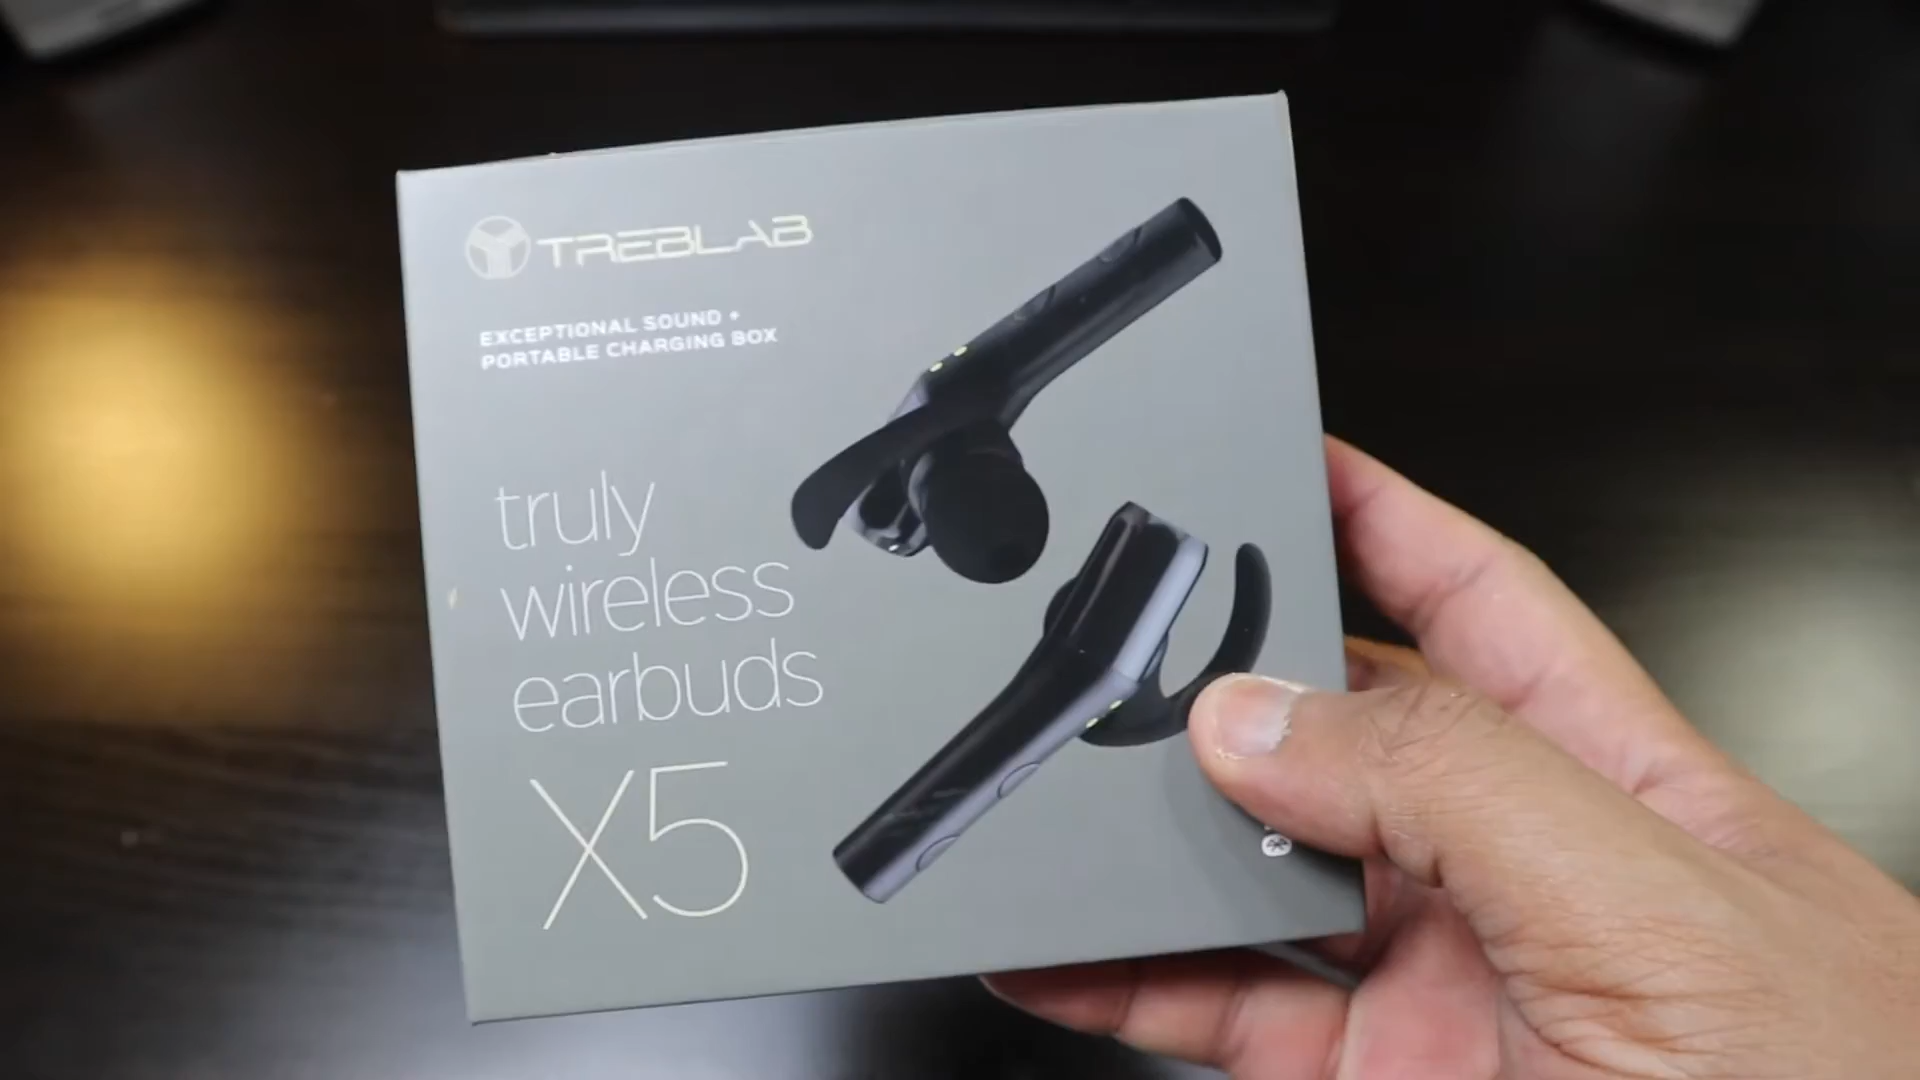 TREBLAB
EXCEPTIONAL SOUND +
PORTABLE CHARGING BOX
truly
wireless
earbuds
X5